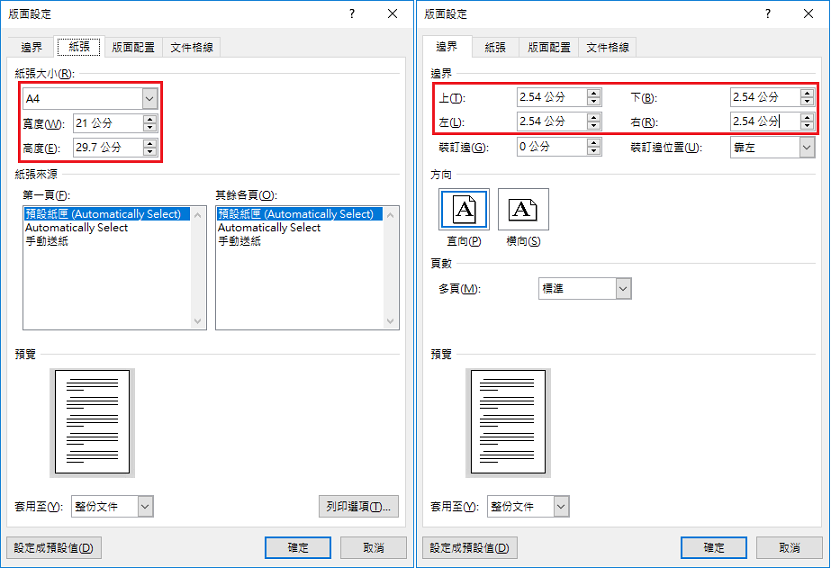 版面設定 ?
邊界 紙張 版面配置 文件格線
紙張大小(R):
A4
寬度(W): 21 公分
高度(E): 29.7 公分
紙張來源
第一頁(F): 其餘各頁(O):
預設紙匣 (Automatically Select) 預設紙匣 (Automatically Select)
Automatically Select Automatically Select
手動送紙 手動送紙
預覽
套用至(Y): 整份文件 列印選項(T)...
設定成預設值(D) 確定 取消
版面設定 ?
邊界 紙張 版面配置 文件格線
邊界
上(T): 2.54 公分 下(B): 2.54 公分
左(L): 2.54 公分 右(R): 2.54 公分
裝訂邊(G): 0 公分 裝訂邊位置(U): 靠左
方向
A A
直向(P) 橫向(S)
頁數
多頁(M): 標準
預覽
套用至(Y): 整份文件
設定成預設值(D) 確定 取消